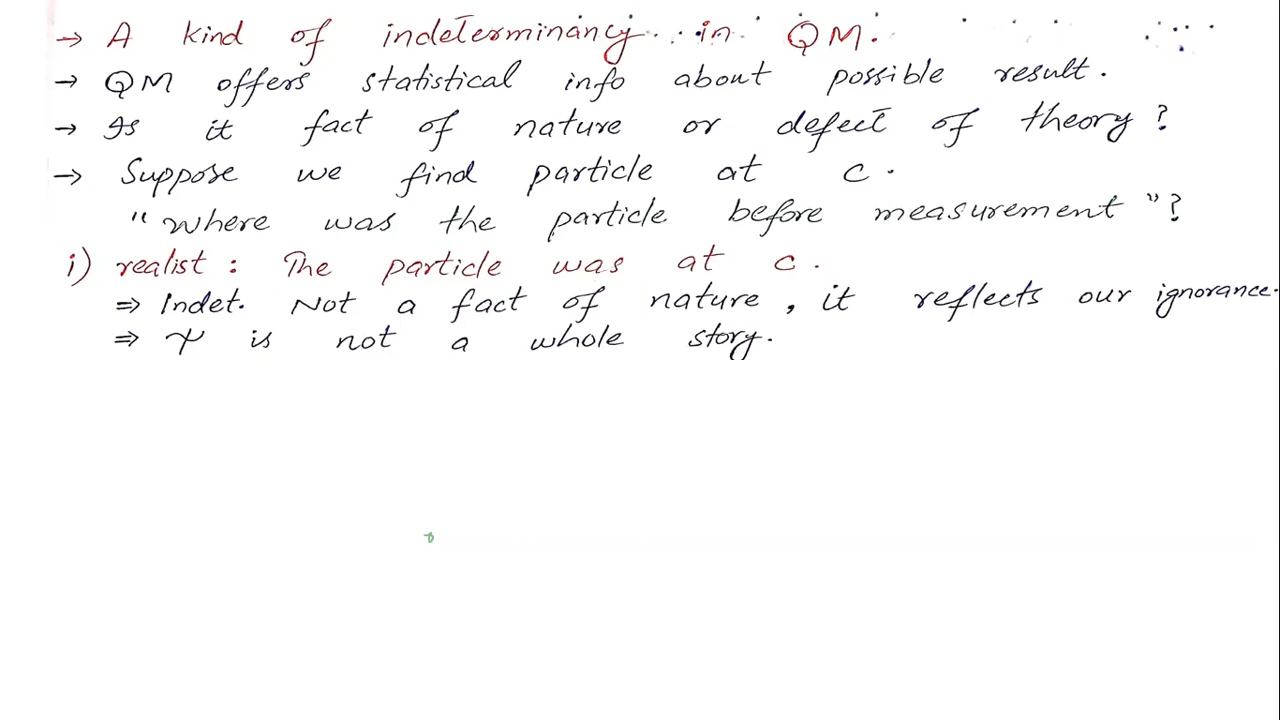 → A kind of indeterminancy in QM.
→ QM offers statistical info about possible result.
→ Is it fact of nature or defect of theory?
→ Suppose we find particle at c.
"Where was the particle before measurement"?
i) realist: The particle was at c.
⇒ Indet. Not a fact of nature, it reflects our ignorance.
⇒ ψ is not a whole story.